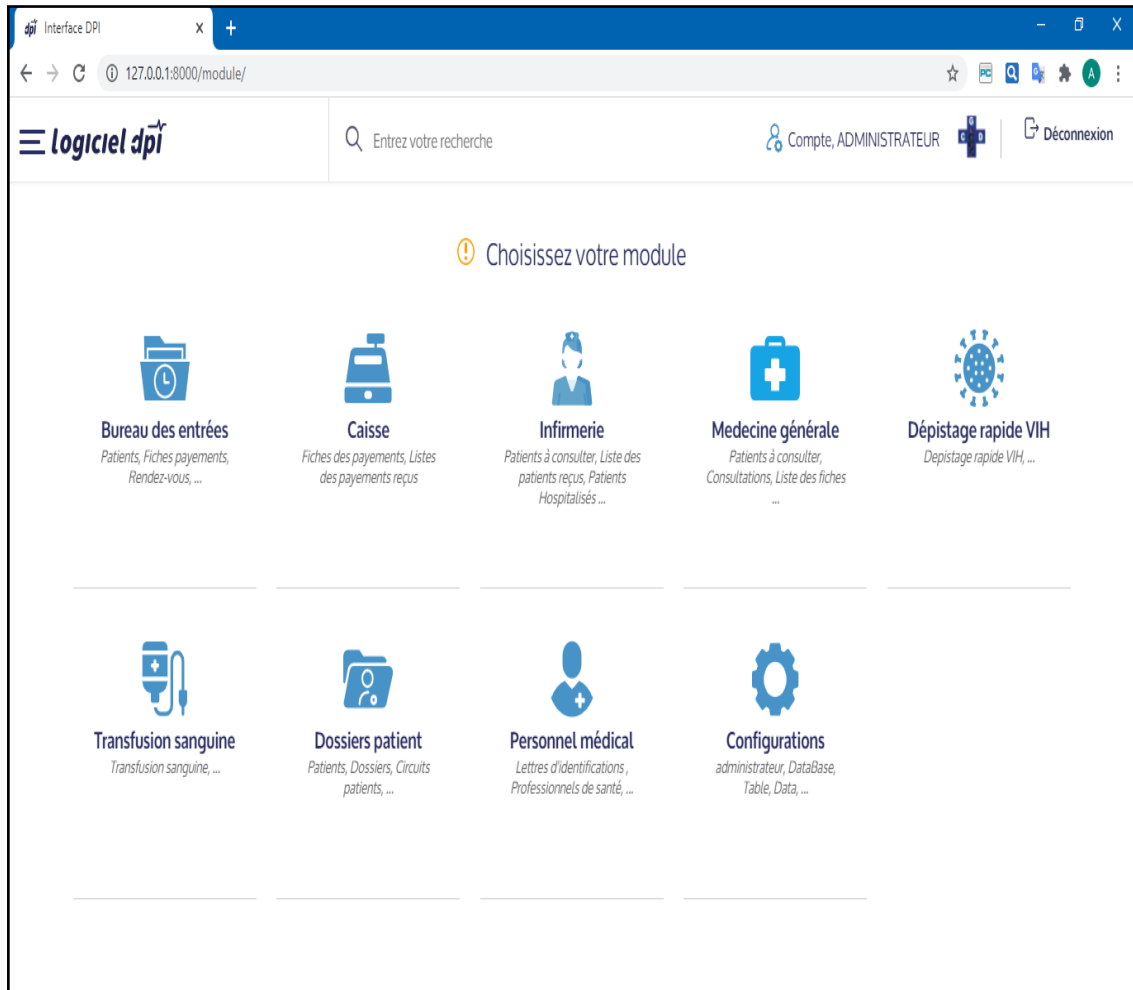 dpi Interface DPI
127.0.0.1:8000/module/
PC
A
logiciel dpi
Entrez votre recherche
Compte, ADMINISTRATEUR
Déconnexion
Choisissez votre module
Bureau des entrées
Patients, Fiches payements,
Rendez-vous, ...
Caisse
Fiches des payements, Listes
des payements reçus
Infirmerie
Patients à consulter, Liste des
patients reçus, Patients
Hospitalisés ...
Medecine générale
Patients à consulter,
Consultations, Liste des fiches
...
Dépistage rapide VIH
Depistage rapide VIH, ...
Transfusion sanguine
Transfusion sanguine, ...
Dossiers patient
Patients, Dossiers, Circuits
patients, ...
Personnel médical
Lettres d'identifications ,
Professionnels de santé, ...
Configurations
administrateur, DataBase,
Table, Data, ...